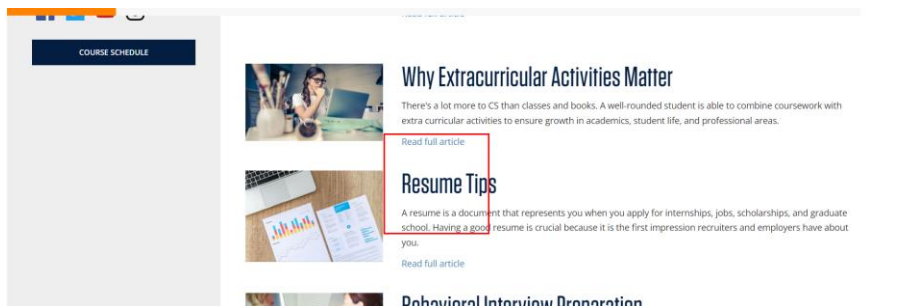 COURSE SCHEDULE
Why Extracurricular Activities Matter
There's a lot more to CS than classes and books. A well-rounded student is able to combine coursework with
extra curricular activities to ensure growth in academics, student life, and professional areas.
Read full article
Resume Tips
A resume is a document that represents you when you apply for internships, jobs, scholarships, and graduate
school. Having a good resume is crucial because it is the first impression recruiters and employers have about
you.
Read full article
Behavioral Interview Preparation